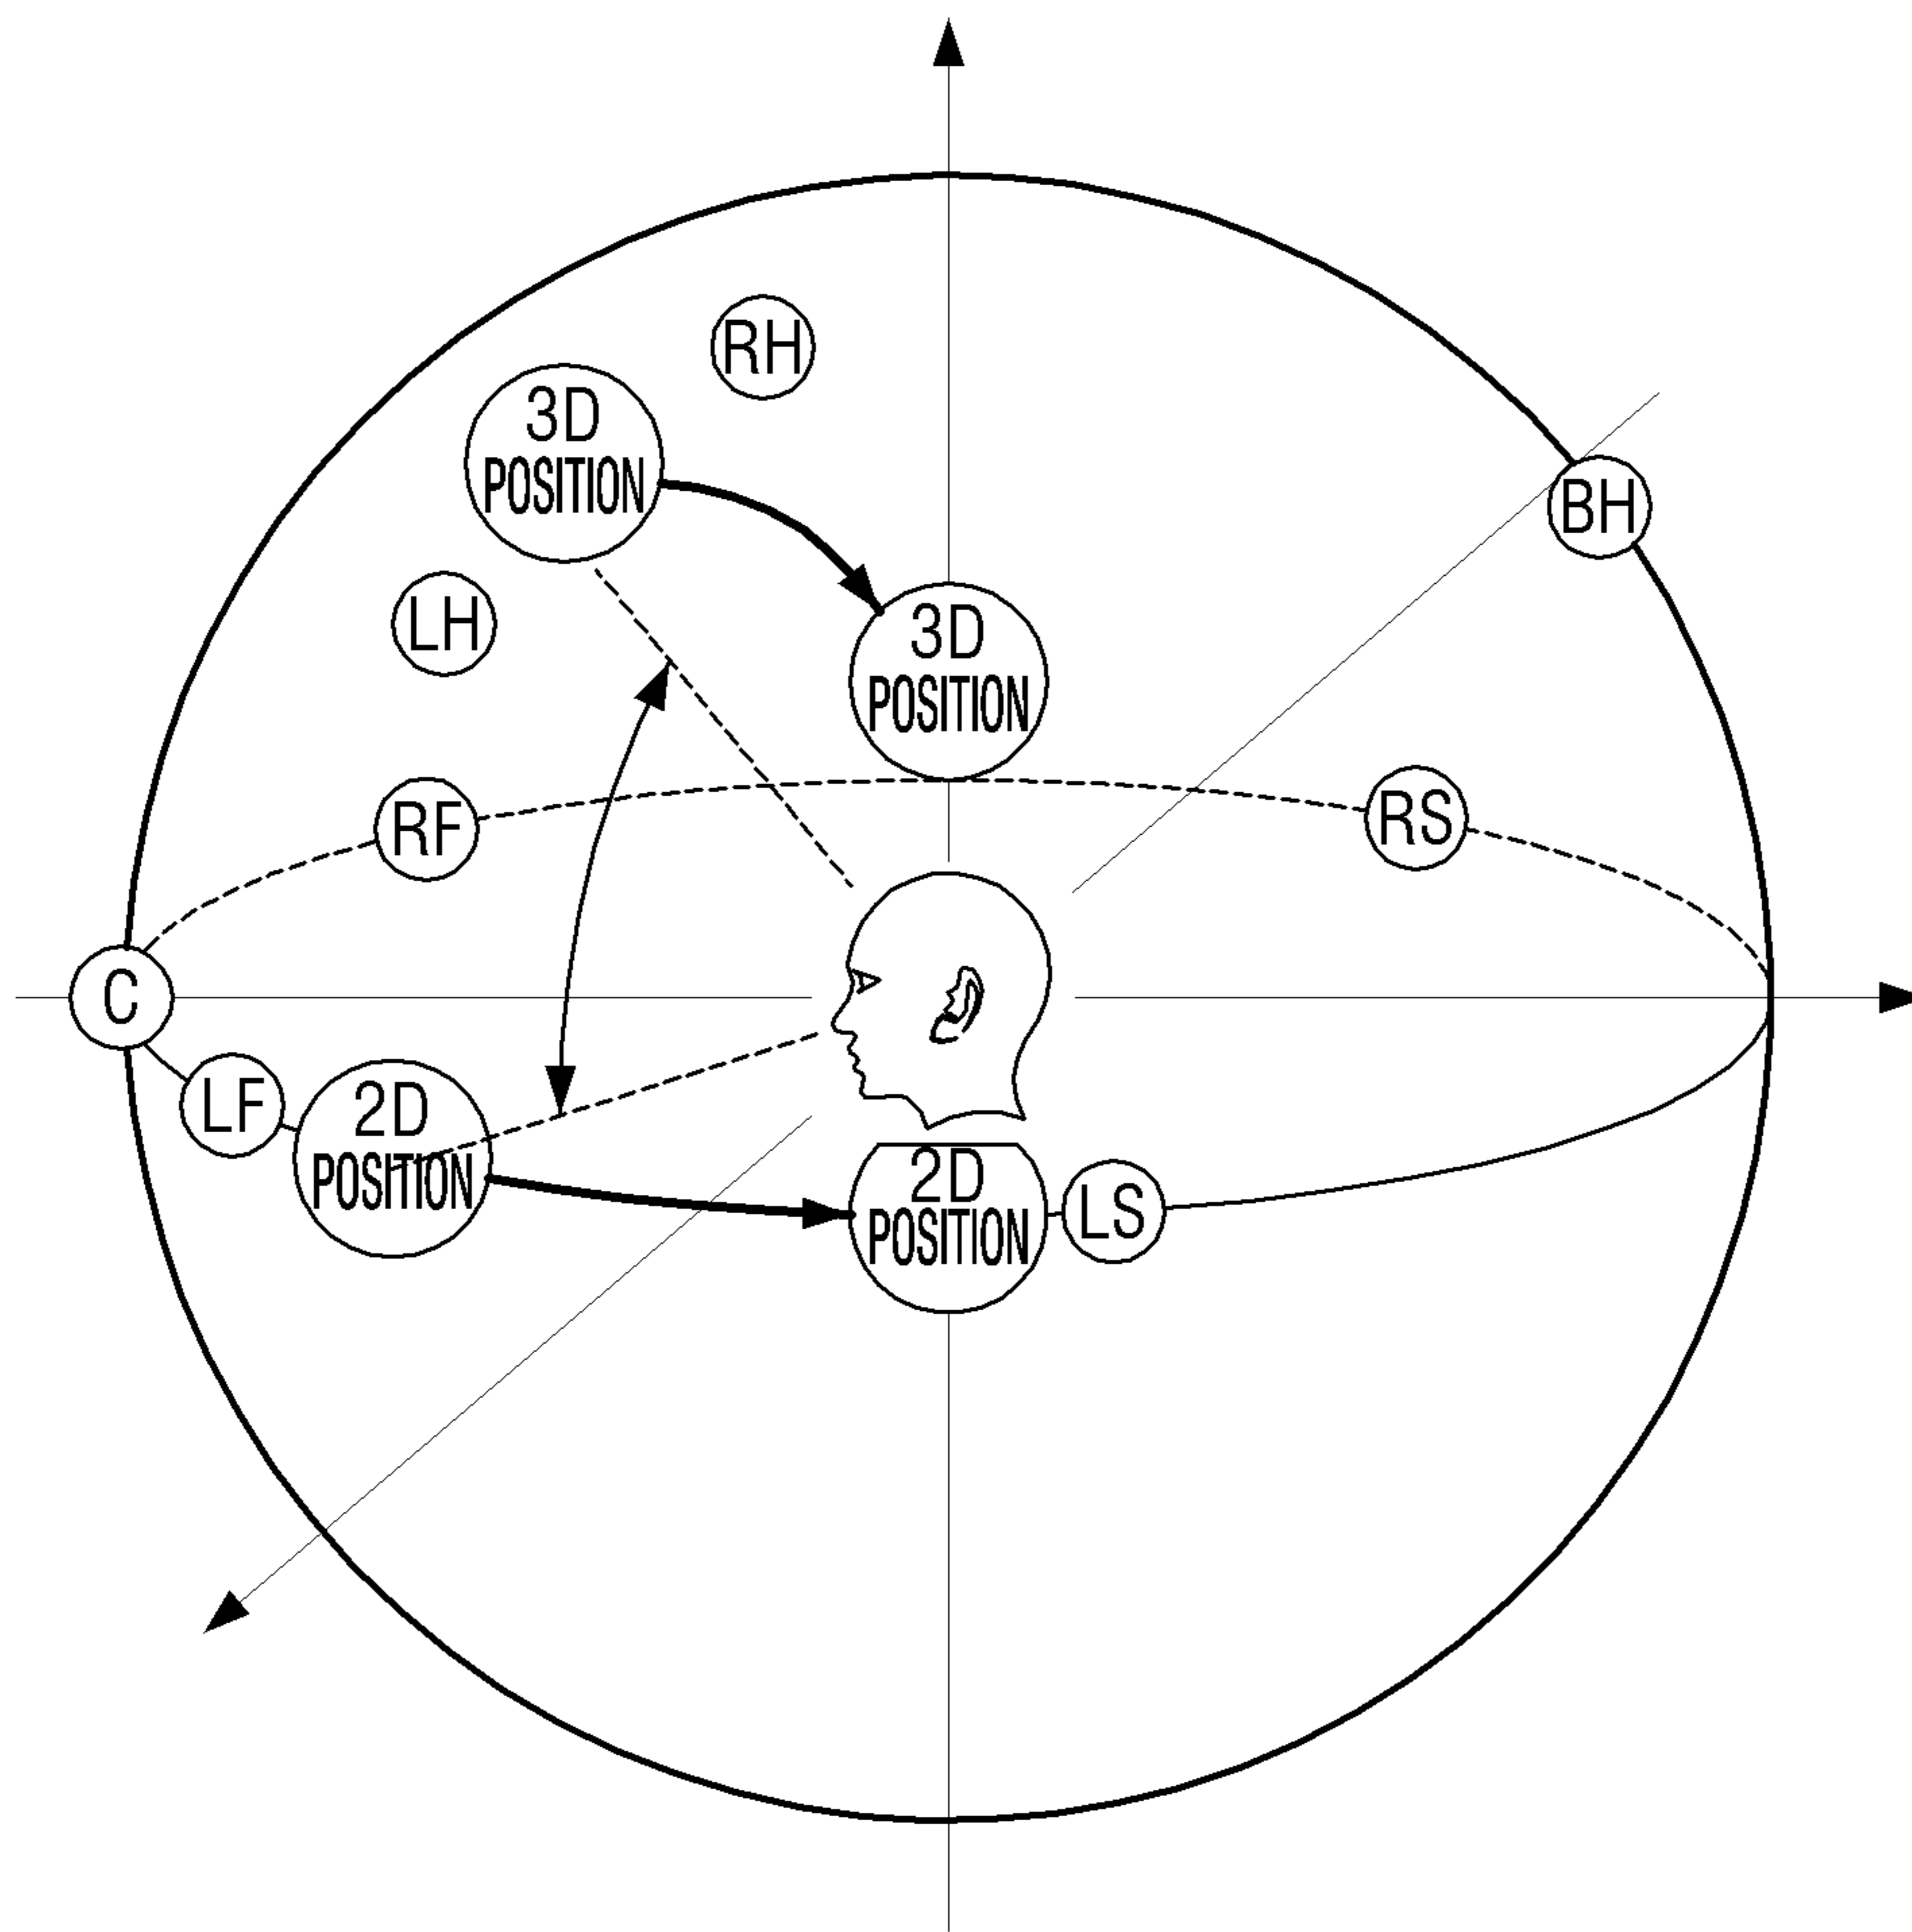 RH
3D
POSITION
BH
LH
3D
POSITION
RF
RS
C
LF
2D
POSITION
2D
POSITION
LS